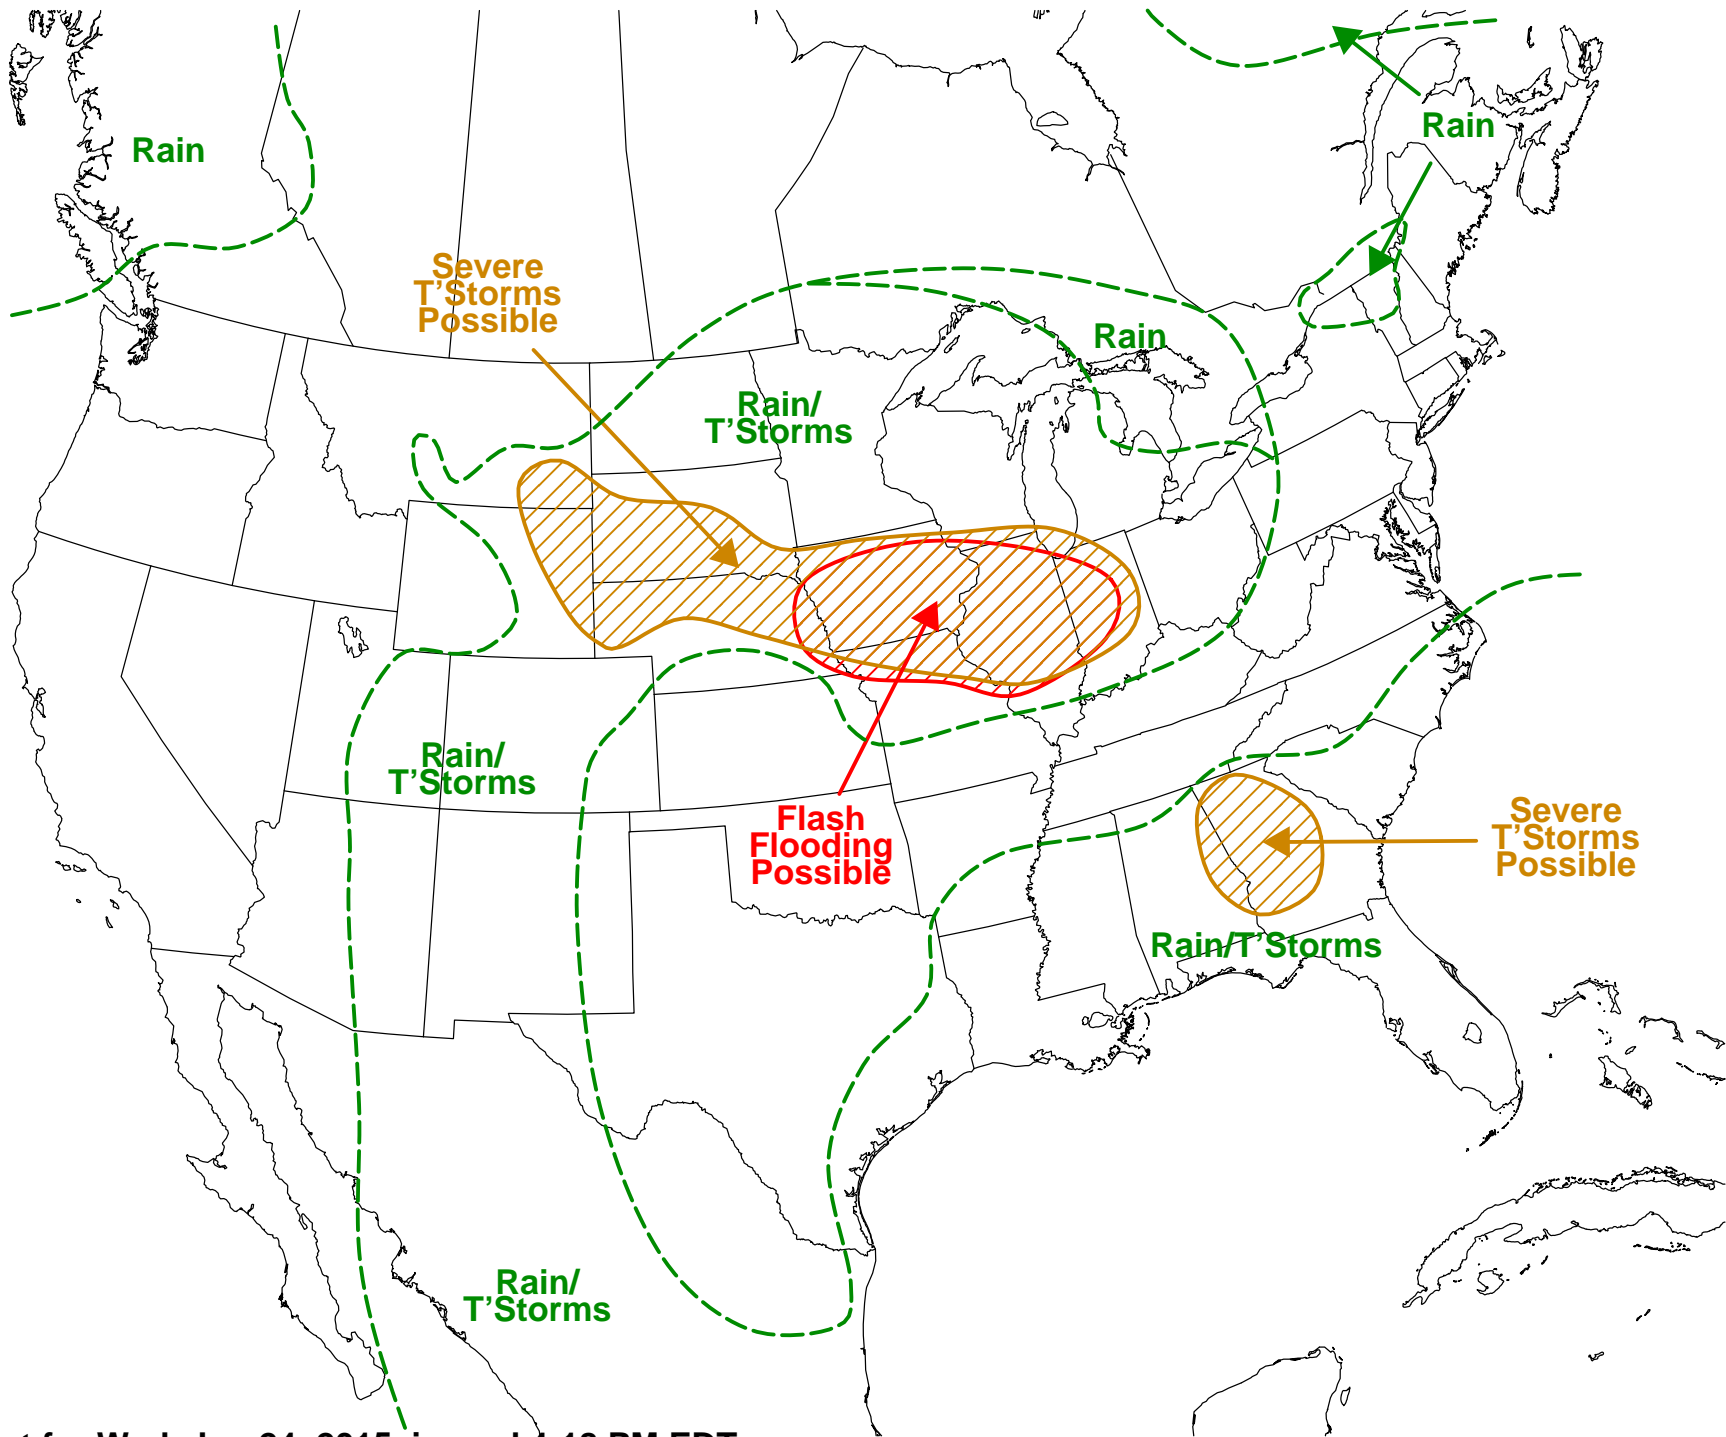 Rain
Rain
Severe
T'Storms
Possible
Rain
Rain/
T'Storms
Rain/
T'Storms
Flash
Flooding
Possible
Severe
T'Storms
Possible
Rain/T'Storms
Rain/
T'Storms